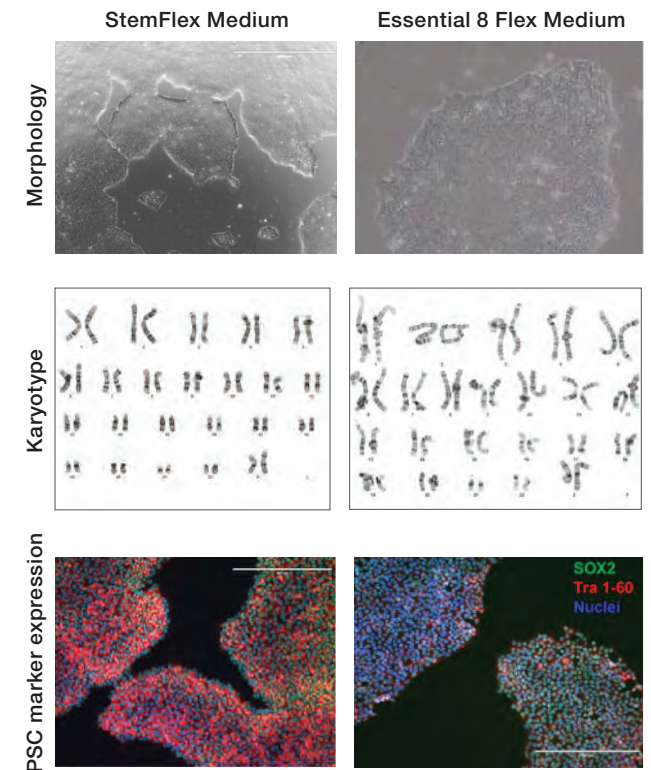 StemFlex Medium
Essential 8 Flex Medium
Morphology
Karyotype
PSC marker expression
SOX2
Tra 1-60
Nuclei